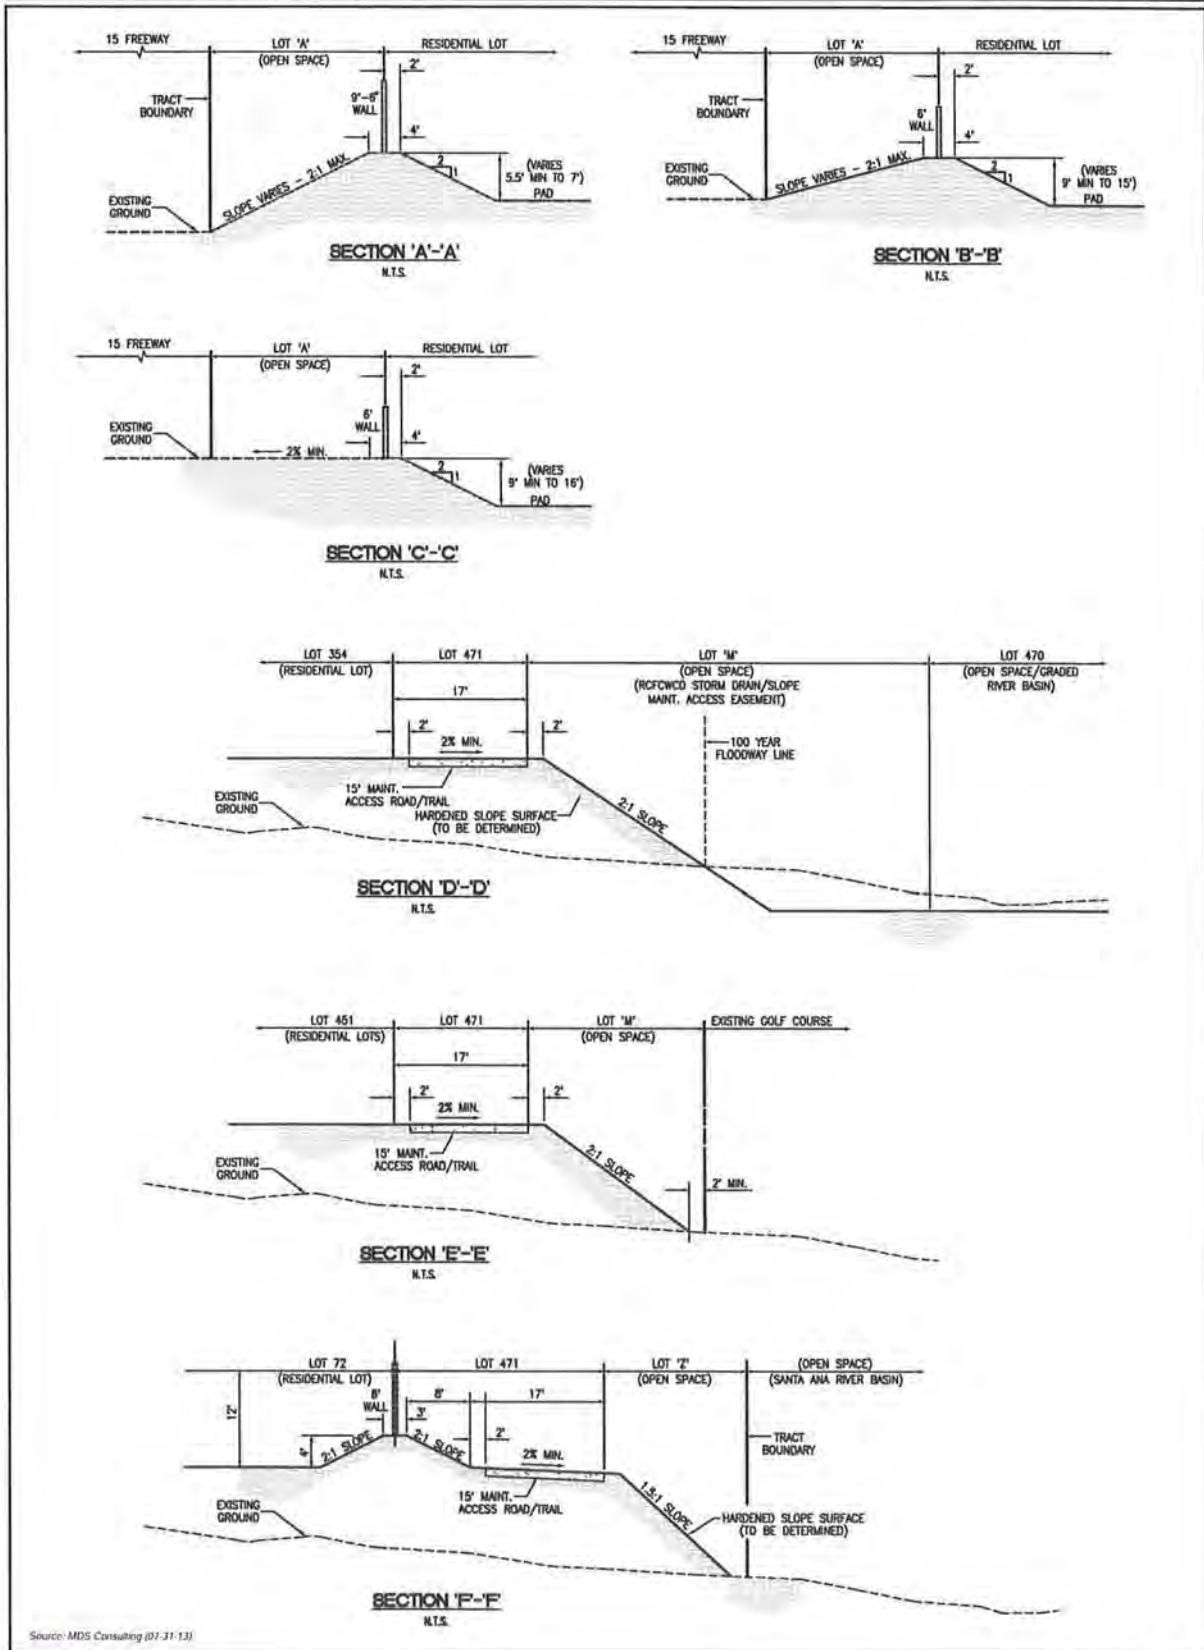 15 FREEWAY
LOT 'A'
(OPEN SPACE)
RESIDENTIAL LOT
2'
TRACT
BOUNDARY
9'-6"
WALL
4'
SLOPE VARIES - 2:1 MAX.
2
1
(VARIES
5.5' MIN TO 7')
PAD
EXISTING
GROUND
SECTION 'A'-'A'
N.T.S.
15 FREEWAY
LOT 'A'
(OPEN SPACE)
RESIDENTIAL LOT
2'
TRACT
BOUNDARY
6'
WALL
4'
EXISTING
GROUND
SLOPE VARIES - 2:1 MAX.
2
1
(VARIES
9' MIN TO 15')
PAD
SECTION 'B'-'B'
N.T.S.
15 FREEWAY
LOT 'A'
(OPEN SPACE)
RESIDENTIAL LOT
2'
6'
WALL
4'
EXISTING
GROUND
2% MIN.
2
1
(VARIES
9' MIN TO 16')
PAD
SECTION 'C'-'C'
N.T.S.
LOT 354
(RESIDENTIAL LOT)
LOT 471
LOT 'M'
(OPEN SPACE)
(RCFCWCD STORM DRAIN/SLOPE
MAINT. ACCESS EASEMENT)
LOT 470
(OPEN SPACE/GRADED
RIVER BASIN)
17'
2'
2% MIN.
2'
100 YEAR
FLOODWAY LINE
15' MAINT.
ACCESS ROAD/TRAIL
EXISTING
GROUND
HARDENED SLOPE SURFACE
(TO BE DETERMINED)
2:1 SLOPE
SECTION 'D'-'D'
N.T.S.
LOT 451
(RESIDENTIAL LOTS)
LOT 471
LOT 'M'
(OPEN SPACE)
EXISTING GOLF COURSE
17'
2'
2% MIN.
2'
15' MAINT.
ACCESS ROAD/TRAIL
2:1 SLOPE
EXISTING
GROUND
2' MIN.
SECTION 'E'-'E'
N.T.S.
LOT 72
(RESIDENTIAL LOT)
LOT 471
LOT 'Z'
(OPEN SPACE)
(OPEN SPACE)
(SANTA ANA RIVER BASIN)
12'
8'
WALL
8'
17'
3'
4'
2:1 SLOPE
2:1 SLOPE
2'
2% MIN.
TRACT
BOUNDARY
15' MAINT.
ACCESS ROAD/TRAIL
1.5:1 SLOPE
EXISTING
GROUND
HARDENED SLOPE SURFACE
(TO BE DETERMINED)
SECTION 'F'-'F'
N.T.S.
Source: MDS Consulting (07-31-13)